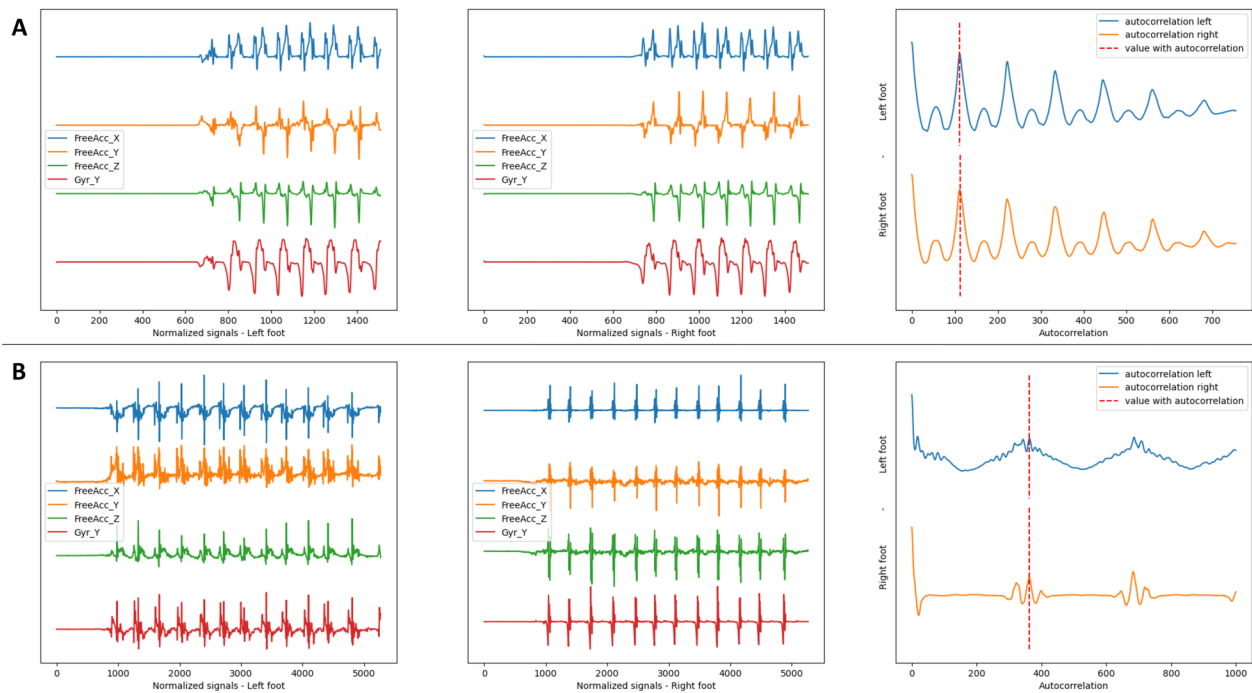 A
FreeAcc_X
FreeAcc_Y
FreeAcc_Z
Gyr_Y
0 200 400 600 800 1000 1200 1400
Normalized signals - Left foot
FreeAcc_X
FreeAcc_Y
FreeAcc_Z
Gyr_Y
0 200 400 600 800 1000 1200 1400
Normalized signals - Right foot
autocorrelation left
autocorrelation right
value with autocorrelation
Right foot - Left foot
0 100 200 300 400 500 600 700
Autocorrelation
B
FreeAcc_X
FreeAcc_Y
FreeAcc_Z
Gyr_Y
0 1000 2000 3000 4000 5000
Normalized signals - Left foot
FreeAcc_X
FreeAcc_Y
FreeAcc_Z
Gyr_Y
0 1000 2000 3000 4000 5000
Normalized signals - Right foot
autocorrelation left
autocorrelation right
value with autocorrelation
Right foot - Left foot
0 200 400 600 800 1000
Autocorrelation